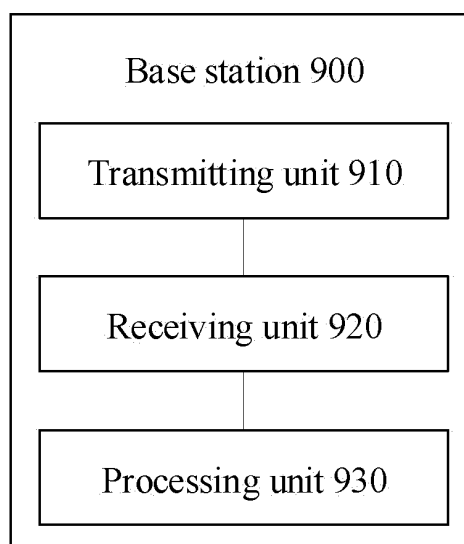 Base station 900
Transmitting unit 910
Receiving unit 920
Processing unit 930